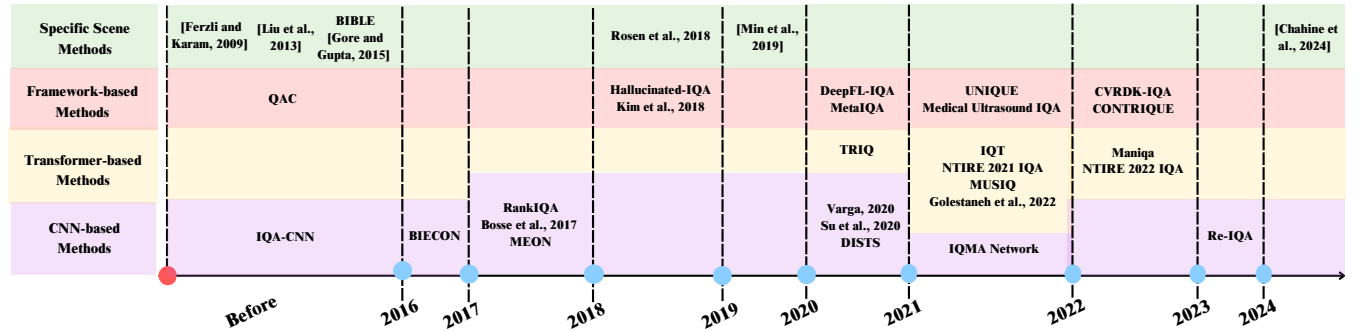 Specific Scene
Methods
[Ferzli and
Karam, 2009]
[Liu et al.,
2013]
BIBLE
[Gore and
Gupta, 2015]
Rosen et al., 2018
[Min et al.,
2019]
[Chahine
et al., 2024]
Framework-based
Methods
QAC
Hallucinated-IQA
Kim et al., 2018
DeepFL-IQA
MetaIQA
UNIQUE
Medical Ultrasound IQA
CVRDK-IQA
CONTRIQUE
Transformer-based
Methods
TRIQ
IQT
NTIRE 2021 IQA
MUSIQ
Golestaneh et al., 2022
Maniqa
NTIRE 2022 IQA
CNN-based
Methods
IQA-CNN
BIECON
RankIQA
Bosse et al., 2017
MEON
Varga, 2020
Su et al., 2020
DISTS
IQMA Network
Re-IQA
Before
2016
2017
2018
2019
2020
2021
2022
2023
2024